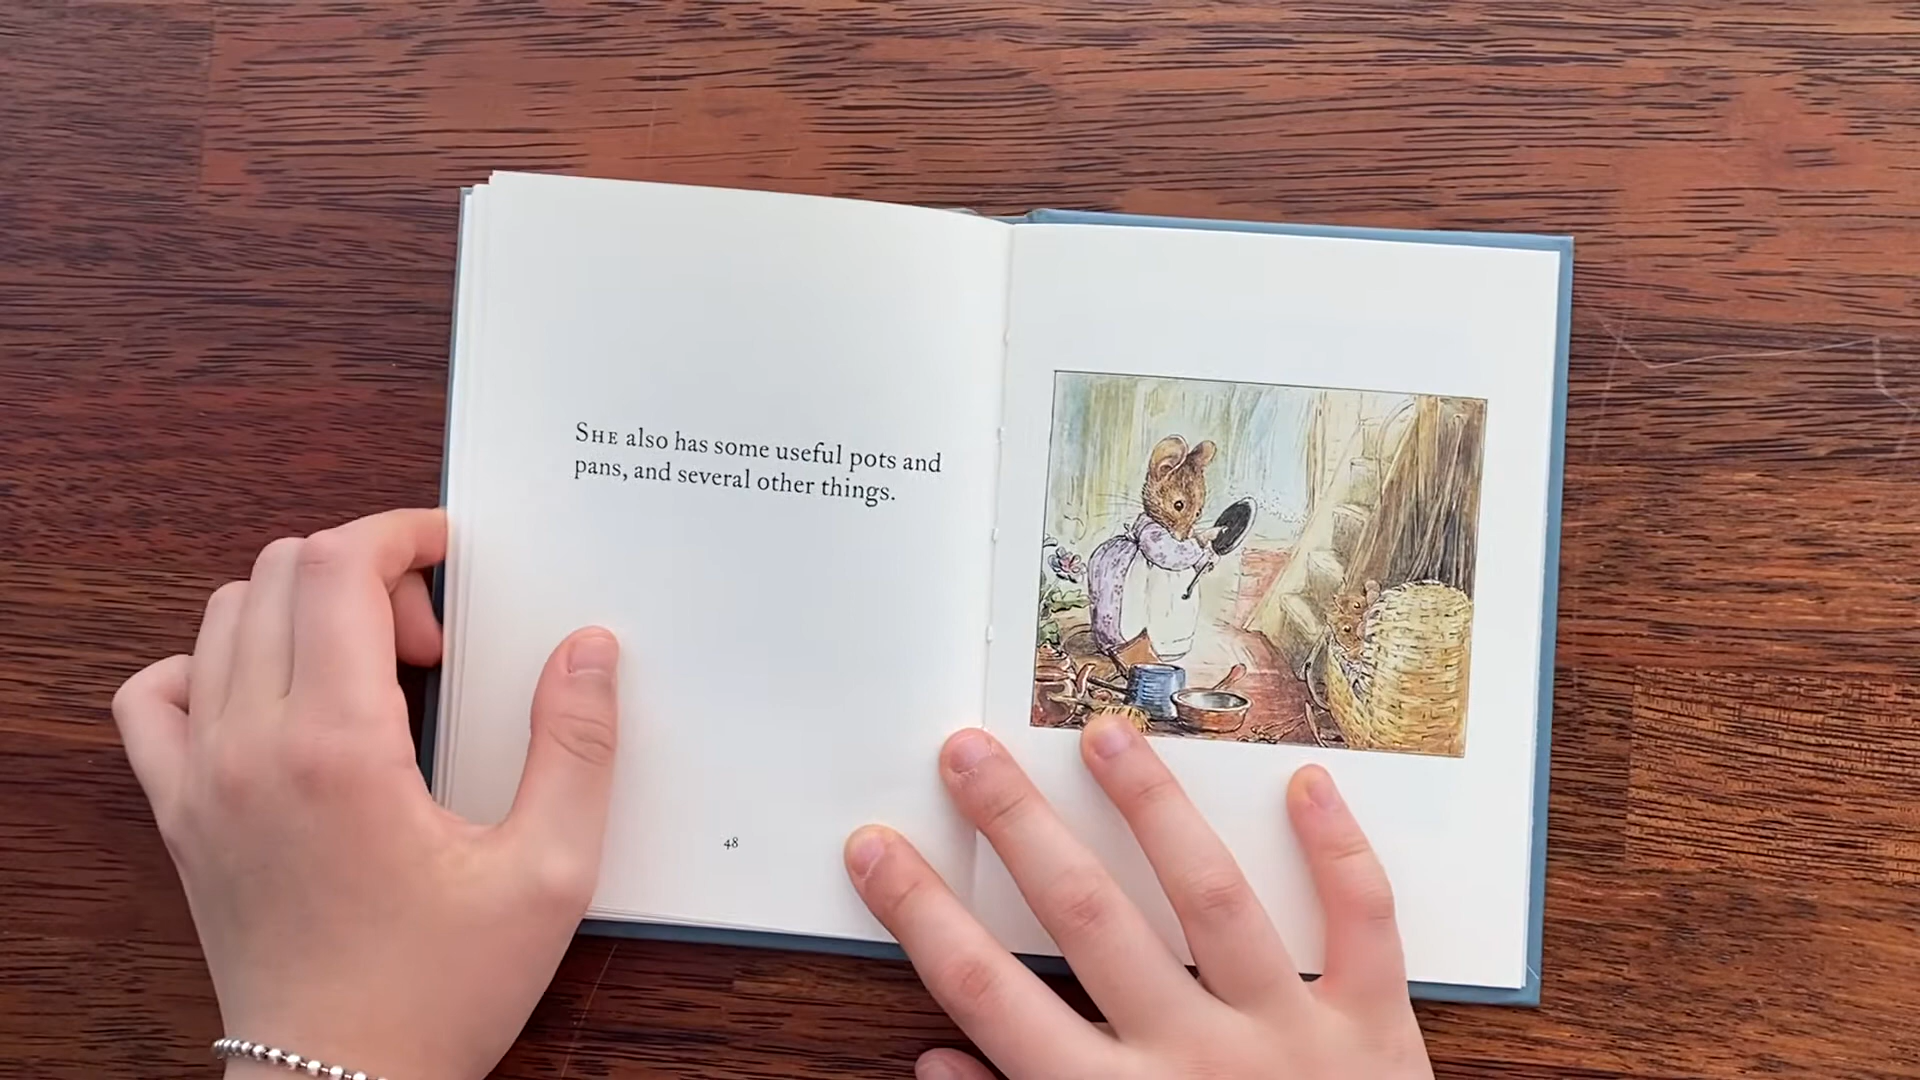 SHE also has some useful pots and
pans, and several other things.
48